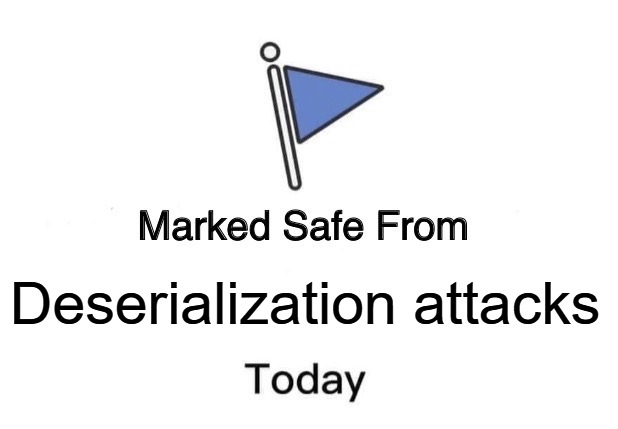 Marked Safe From
Deserialization attacks
Today